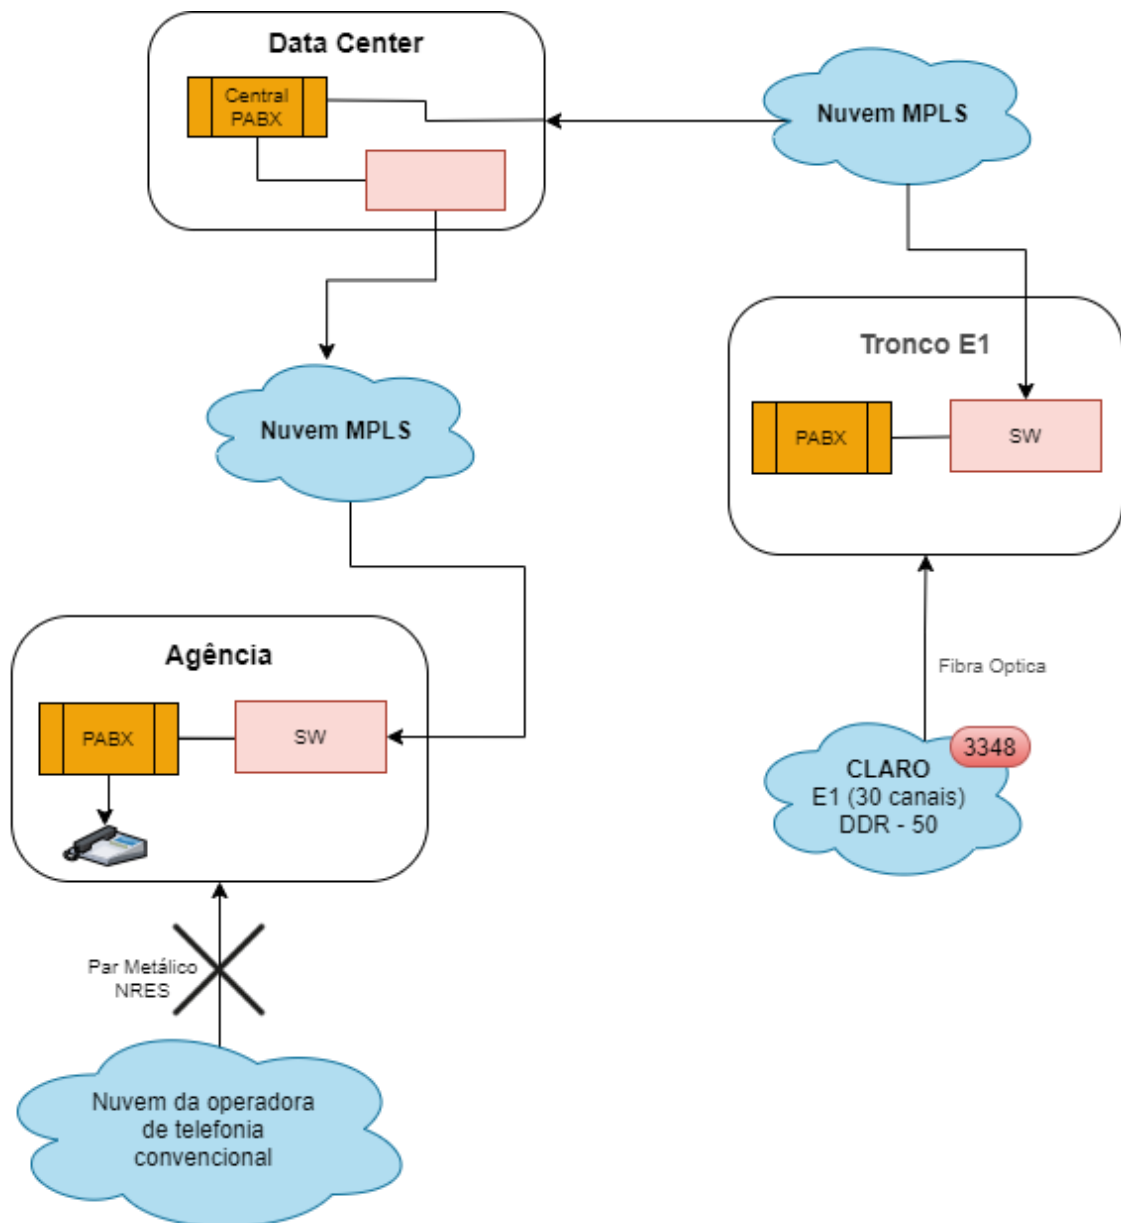 Data Center
Central
PABX
Nuvem MPLS
Tronco E1
PABX
SW
Nuvem MPLS
Agência
PABX
SW
Fibra Optica
3348
CLARO
E1 (30 canais)
DDR - 50
Par Metálico
NRES
Nuvem da operadora
de telefonia
convencional